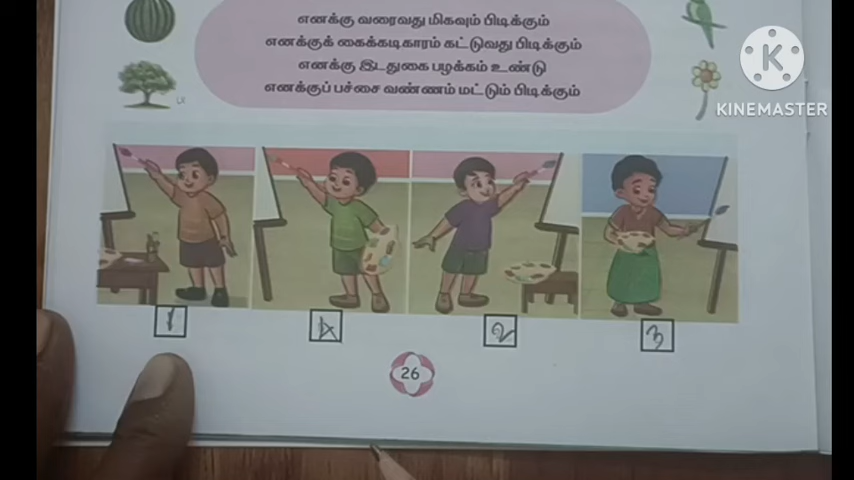 எனக்கு வரைவது மிகவும் பிடிக்கும்
எனக்குக் கைக்கடிகாரம் கட்டுவது பிடிக்கும்
எனக்கு இடதுகை பழக்கம் உண்டு
எனக்குப் பச்சை வண்ணம் மட்டும் பிடிக்கும்
K
KINEMASTER
26